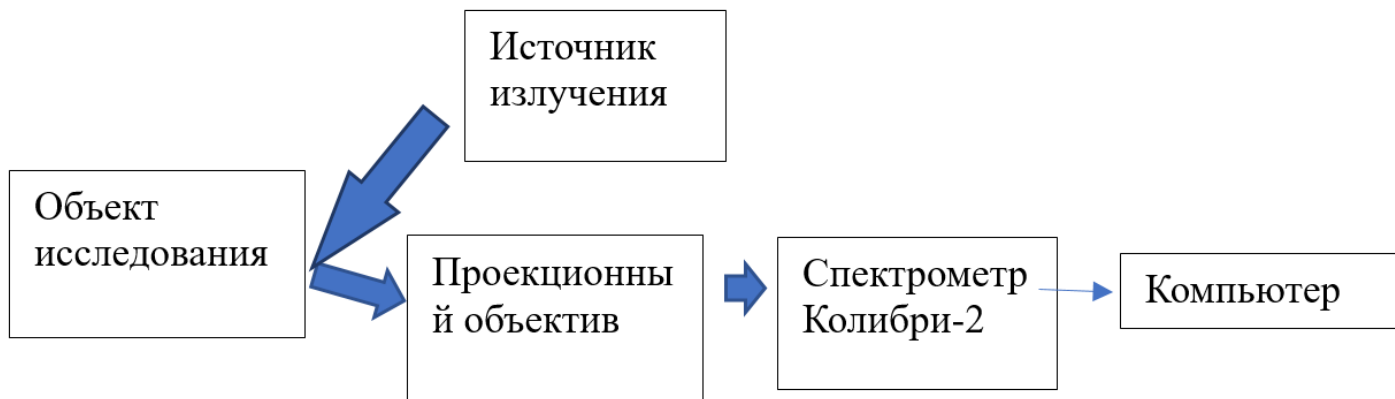 Источник
излучения
Объект
исследования
Проекционны
й объектив
Спектрометр
Колибри-2
Компьютер